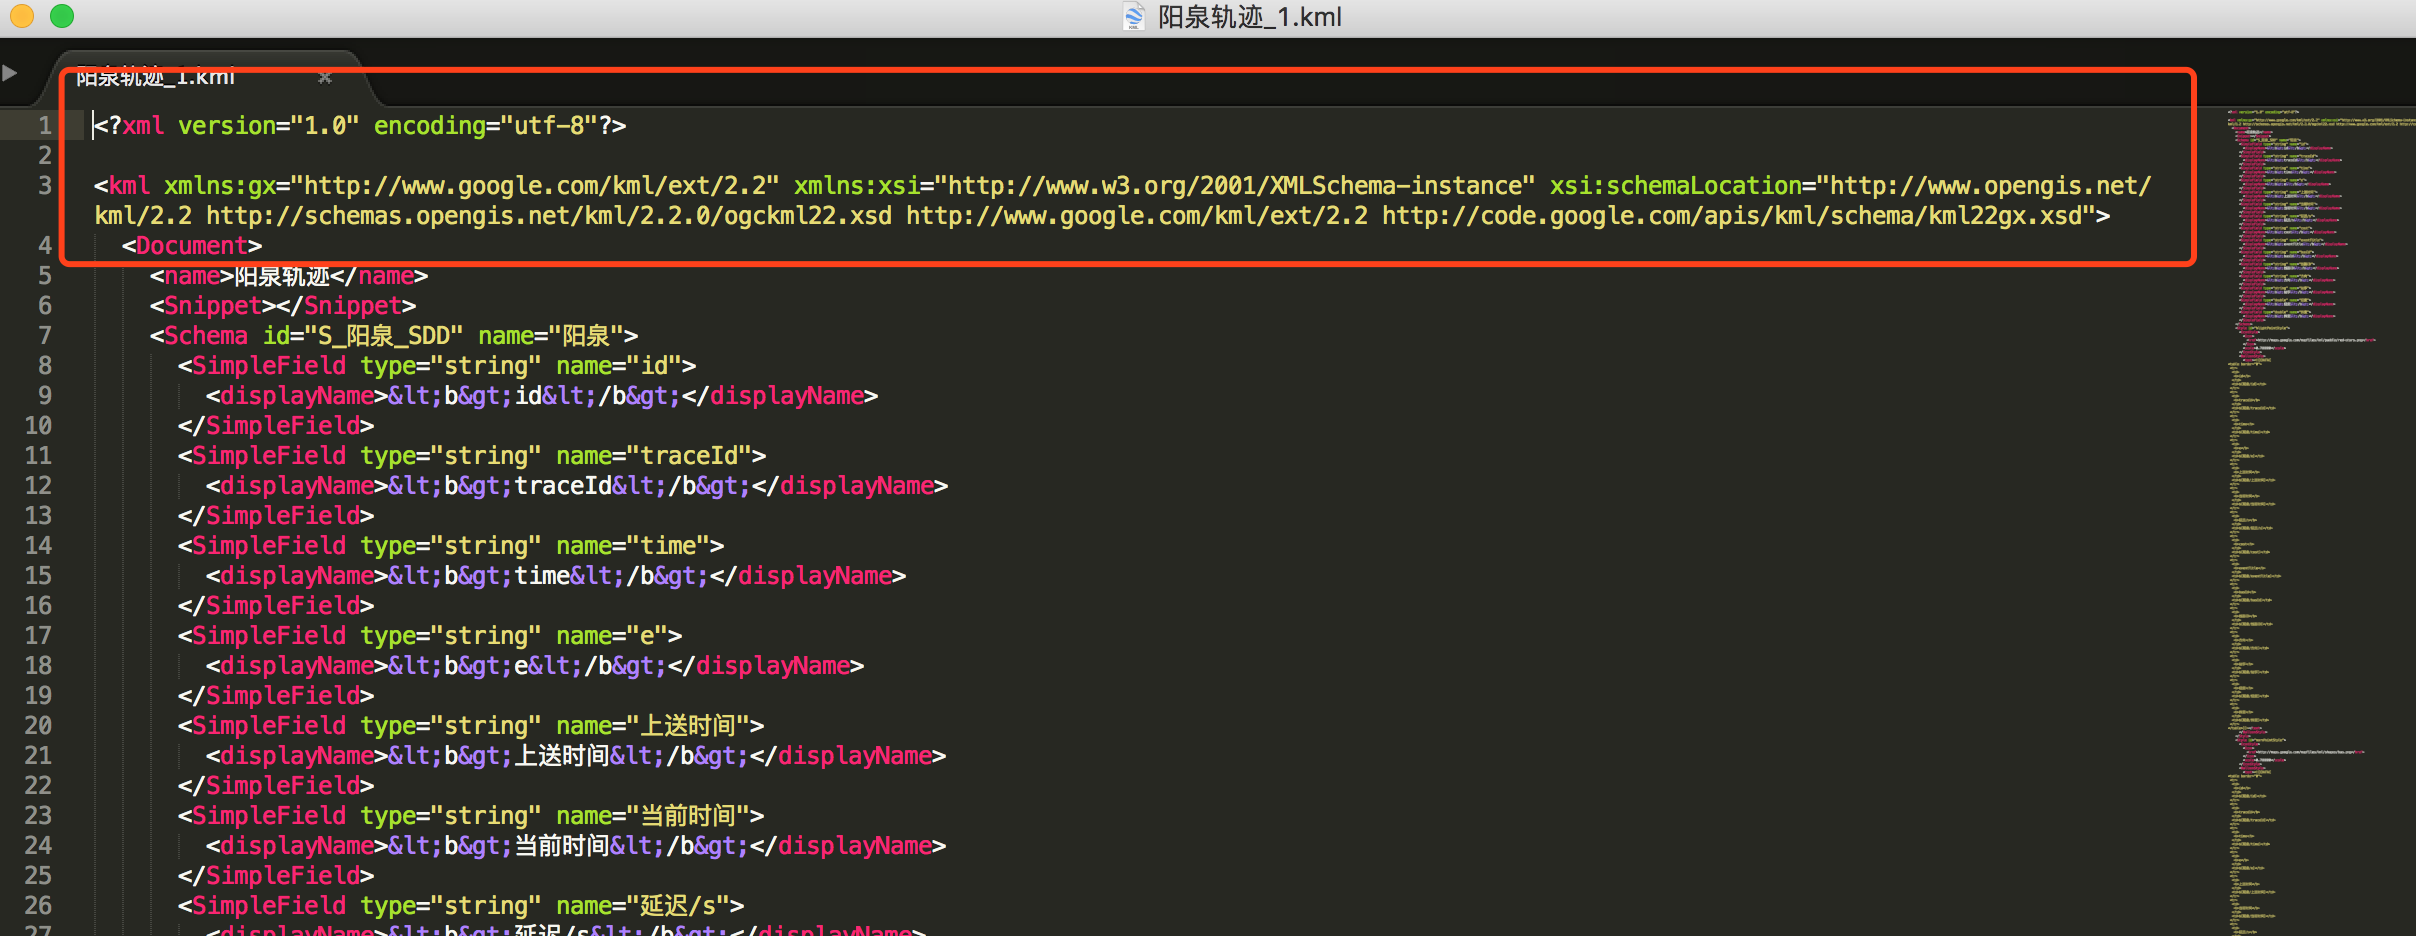 阳泉轨迹_1.kml
阳泉轨迹_1.kml ×
1 <?xml version="1.0" encoding="utf-8"?>
2
3 <kml xmlns:gx="http://www.google.com/kml/ext/2.2" xmlns:xsi="http://www.w3.org/2001/XMLSchema-instance" xsi:schemaLocation="http://www.opengis.net/
kml/2.2 http://schemas.opengis.net/kml/2.2.0/ogckml22.xsd http://www.google.com/kml/ext/2.2 http://code.google.com/apis/kml/schema/kml22gx.xsd">
4 <Document>
5 <name>阳泉轨迹</name>
6 <Snippet></Snippet>
7 <Schema id="S_阳泉_SDD" name="阳泉">
8 <SimpleField type="string" name="id">
9 <displayName>&lt;b&gt;id&lt;/b&gt;</displayName>
10 </SimpleField>
11 <SimpleField type="string" name="traceId">
12 <displayName>&lt;b&gt;traceId&lt;/b&gt;</displayName>
13 </SimpleField>
14 <SimpleField type="string" name="time">
15 <displayName>&lt;b&gt;time&lt;/b&gt;</displayName>
16 </SimpleField>
17 <SimpleField type="string" name="e">
18 <displayName>&lt;b&gt;e&lt;/b&gt;</displayName>
19 </SimpleField>
20 <SimpleField type="string" name="上送时间">
21 <displayName>&lt;b&gt;上送时间&lt;/b&gt;</displayName>
22 </SimpleField>
23 <SimpleField type="string" name="当前时间">
24 <displayName>&lt;b&gt;当前时间&lt;/b&gt;</displayName>
25 </SimpleField>
26 <SimpleField type="string" name="延迟/s">
27 <displayName>&lt;b&gt;延迟/s&lt;/b&gt;</displayName>